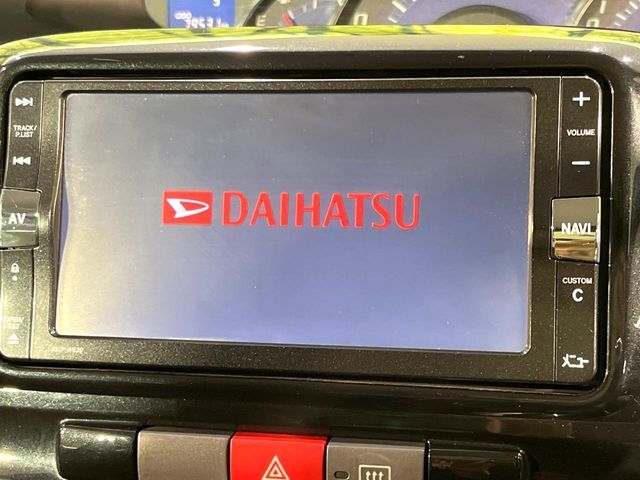 TRACK/
P.LIST
AV
DAIHATSU
VOLUME
NAVI
CUSTOM
C